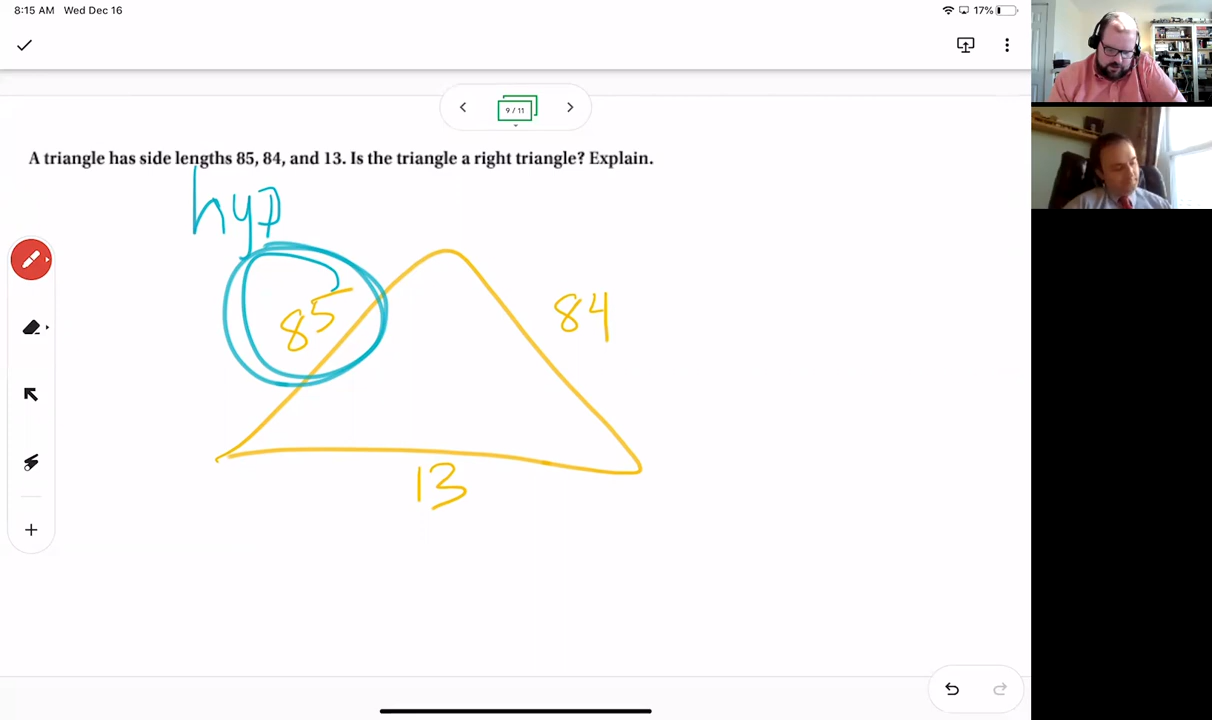 8:15 AM Wed Dec 16
17%
9 / 11
A triangle has side lengths 85, 84, and 13. Is the triangle a right triangle? Explain.
hyp
85
84
13